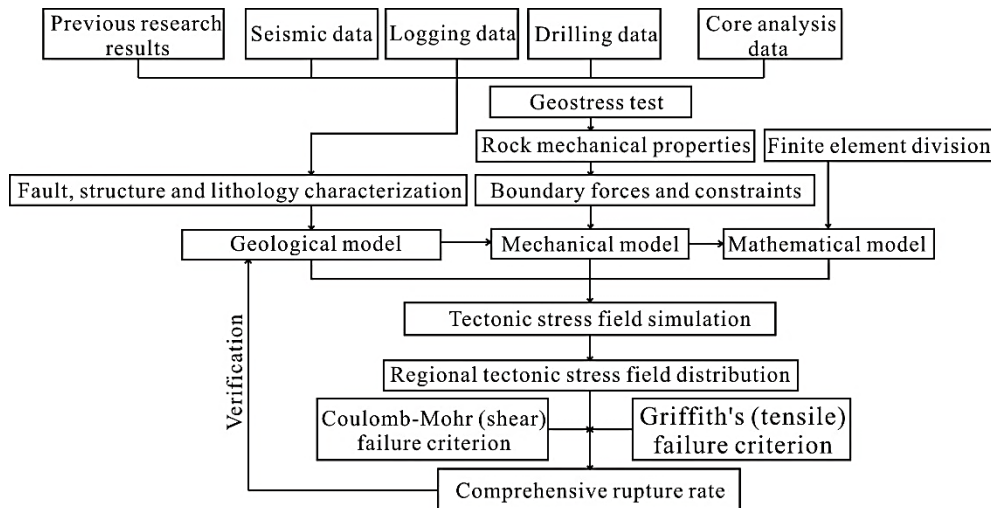 Previous research
results
Seismic data
Logging data
Drilling data
Core analysis
data
Geostress test
Rock mechanical properties
Finite element division
Fault, structure and lithology characterization
Boundary forces and constraints
Geological model
Mechanical model
Mathematical model
Tectonic stress field simulation
Regional tectonic stress field distribution
Verification
Coulomb-Mohr (shear)
failure criterion
Griffith's (tensile)
failure criterion
Comprehensive rupture rate